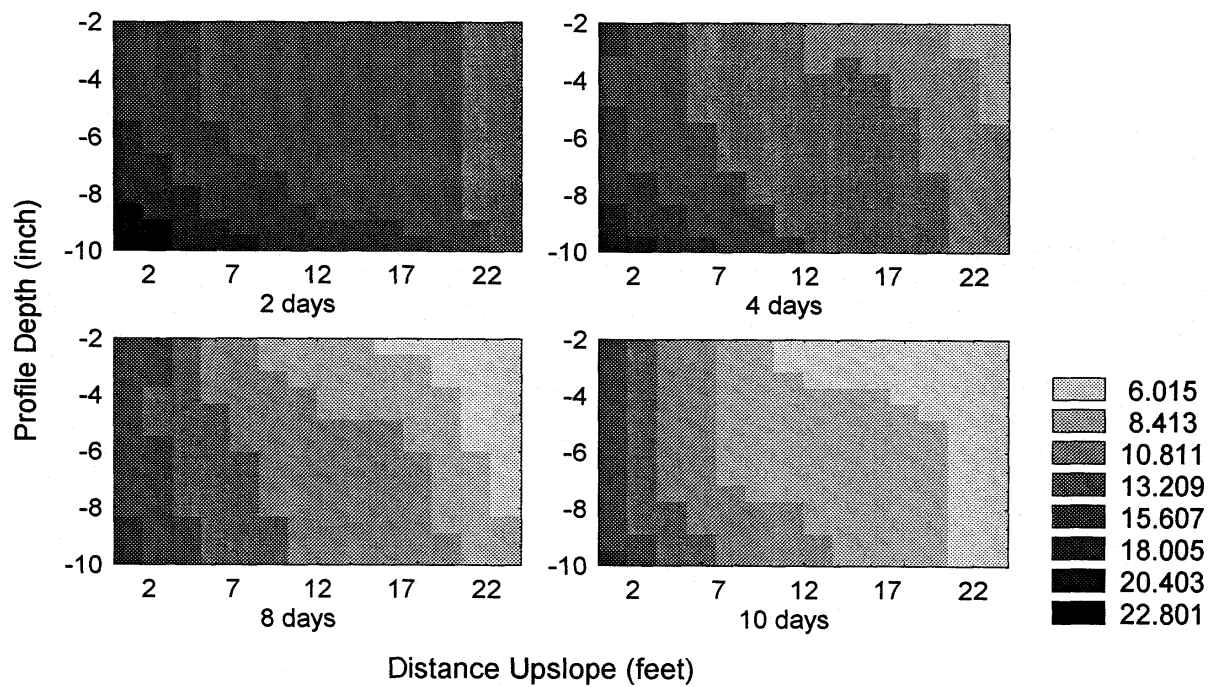 Profile Depth (inch)
-2
-4
-6
-8
-10
2 7 12 17 22
2 days
-2
-4
-6
-8
-10
2 7 12 17 22
4 days
-2
-4
-6
-8
-10
2 7 12 17 22
8 days
-2
-4
-6
-8
-10
2 7 12 17 22
10 days
Distance Upslope (feet)
6.015
8.413
10.811
13.209
15.607
18.005
20.403
22.801